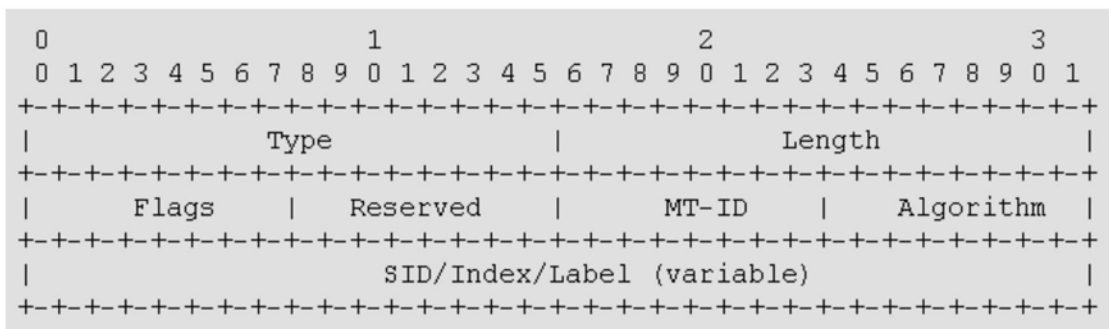 0                   1                   2                   3
0 1 2 3 4 5 6 7 8 9 0 1 2 3 4 5 6 7 8 9 0 1 2 3 4 5 6 7 8 9 0 1
+-+-+-+-+-+-+-+-+-+-+-+-+-+-+-+-+-+-+-+-+-+-+-+-+-+-+-+-+-+-+-+-+
|              Type             |             Length            |
+-+-+-+-+-+-+-+-+-+-+-+-+-+-+-+-+-+-+-+-+-+-+-+-+-+-+-+-+-+-+-+-+
|      Flags    |   Reserved    |      MT-ID    |    Algorithm  |
+-+-+-+-+-+-+-+-+-+-+-+-+-+-+-+-+-+-+-+-+-+-+-+-+-+-+-+-+-+-+-+-+
|                     SID/Index/Label (variable)                |
+-+-+-+-+-+-+-+-+-+-+-+-+-+-+-+-+-+-+-+-+-+-+-+-+-+-+-+-+-+-+-+-+